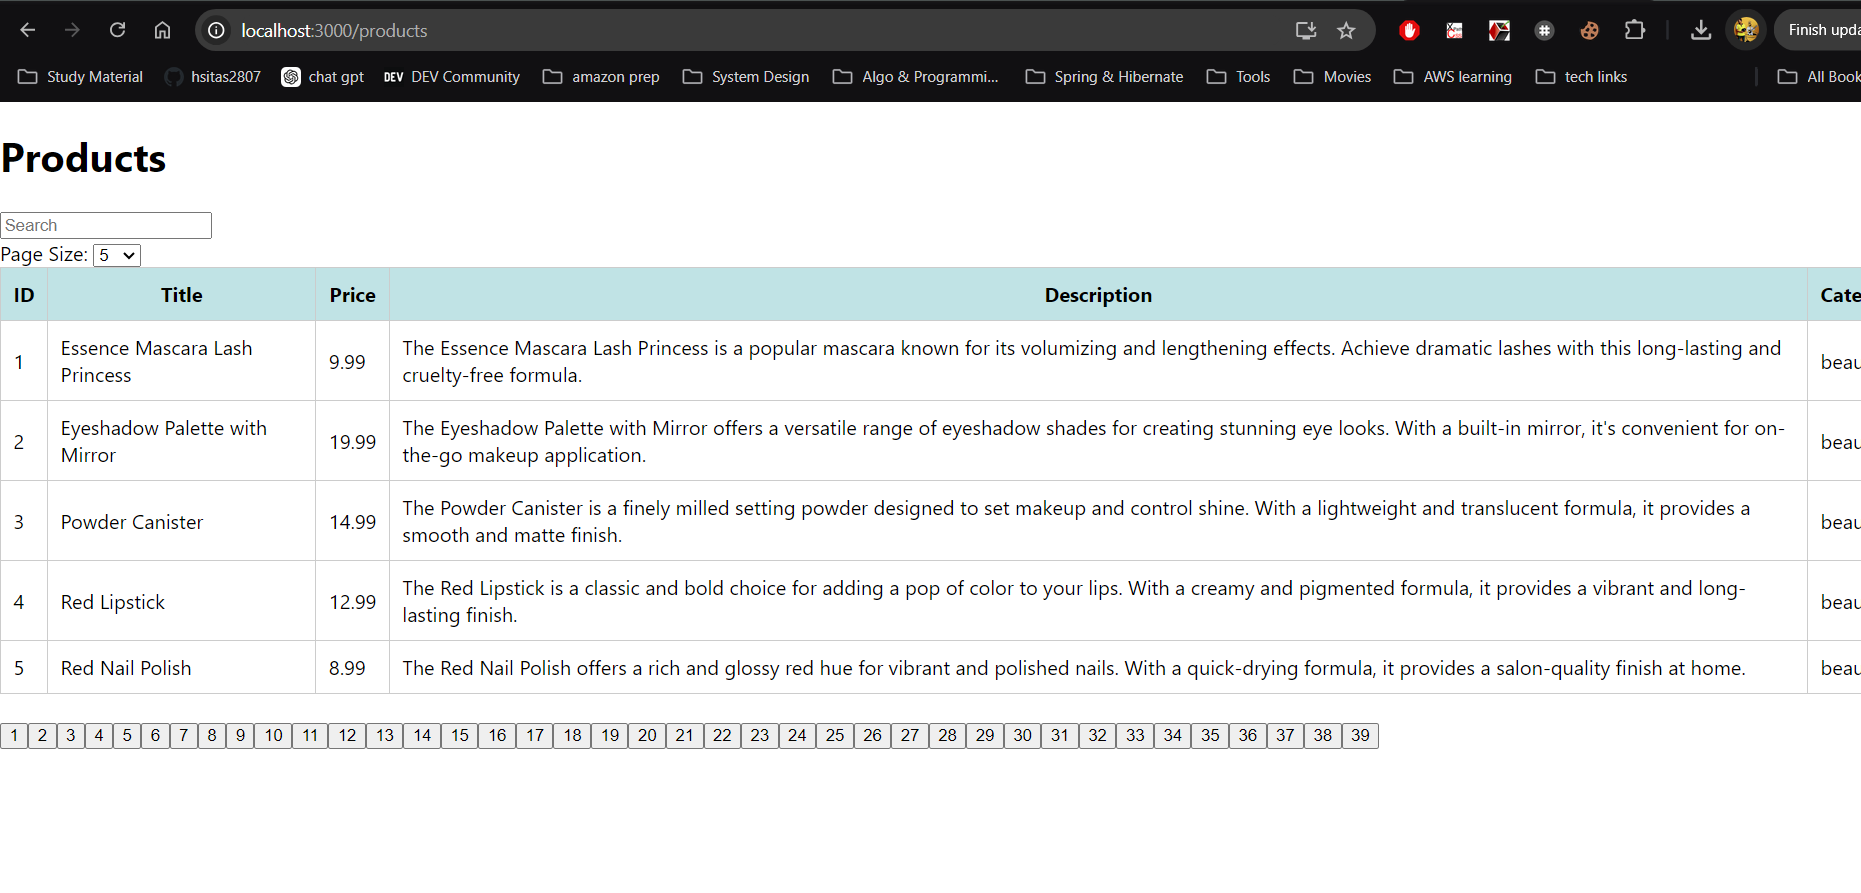 localhost:3000/products
Finish upda
Study Material hsitas2807 chat gpt DEV DEV Community amazon prep System Design Algo & Programmi... Spring & Hibernate Tools Movies AWS learning tech links All Book
Products
Search
Page Size: 5
ID Title Price Description Cate
1 Essence Mascara Lash Princess 9.99 The Essence Mascara Lash Princess is a popular mascara known for its volumizing and lengthening effects. Achieve dramatic lashes with this long-lasting and
cruelty-free formula. beau
2 Eyeshadow Palette with Mirror 19.99 The Eyeshadow Palette with Mirror offers a versatile range of eyeshadow shades for creating stunning eye looks. With a built-in mirror, it's convenient for on-
the-go makeup application. beau
3 Powder Canister 14.99 The Powder Canister is a finely milled setting powder designed to set makeup and control shine. With a lightweight and translucent formula, it provides a
smooth and matte finish. beau
4 Red Lipstick 12.99 The Red Lipstick is a classic and bold choice for adding a pop of color to your lips. With a creamy and pigmented formula, it provides a vibrant and long-
lasting finish. beau
5 Red Nail Polish 8.99 The Red Nail Polish offers a rich and glossy red hue for vibrant and polished nails. With a quick-drying formula, it provides a salon-quality finish at home. beau
1 2 3 4 5 6 7 8 9 10 11 12 13 14 15 16 17 18 19 20 21 22 23 24 25 26 27 28 29 30 31 32 33 34 35 36 37 38 39